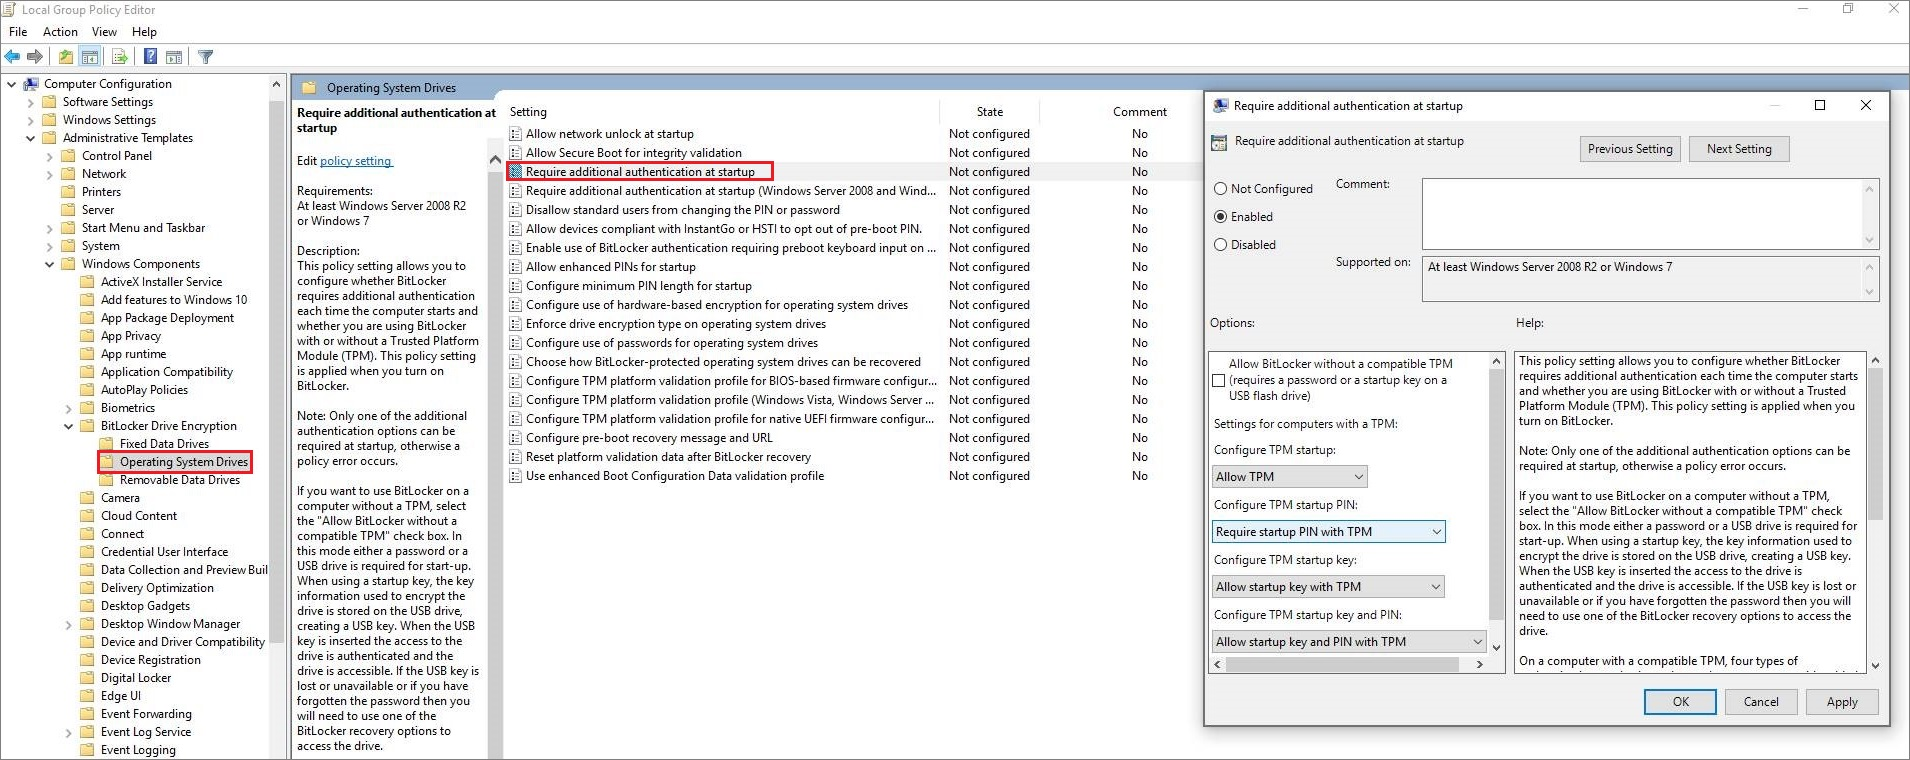 Local Group Policy Editor
File Action View Help
Computer Configuration
Software Settings
Windows Settings
Administrative Templates
Control Panel
Network
Printers
Server
Start Menu and Taskbar
System
Windows Components
ActiveX Installer Service
Add features to Windows 10
App Package Deployment
App Privacy
App runtime
Application Compatibility
AutoPlay Policies
Biometrics
BitLocker Drive Encryption
Fixed Data Drives
Operating System Drives
Removable Data Drives
Camera
Cloud Content
Connect
Credential User Interface
Data Collection and Preview Buil
Delivery Optimization
Desktop Gadgets
Desktop Window Manager
Device and Driver Compatibility
Device Registration
Digital Locker
Edge UI
Event Forwarding
Event Log Service
Event Logging
Operating System Drives
Require additional authentication at
startup
Edit policy setting
Requirements:
At least Windows Server 2008 R2
or Windows 7
Description:
This policy setting allows you to
configure whether BitLocker
requires additional authentication
each time the computer starts and
whether you are using BitLocker
with or without a Trusted Platform
Module (TPM). This policy setting
is applied when you turn on
BitLocker.
Note: Only one of the additional
authentication options can be
required at startup, otherwise a
policy error occurs.
If you want to use BitLocker on a
computer without a TPM, select
the "Allow BitLocker without a
compatible TPM" check box. In
this mode either a password or a
USB drive is required for start-up.
When using a startup key, the key
information used to encrypt the
drive is stored on the USB drive,
creating a USB key. When the USB
key is inserted the access to the
drive is authenticated and the
drive is accessible. If the USB key is
lost or unavailable or if you have
forgotten the password then you
will need to use one of the
BitLocker recovery options to
access the drive.
Setting State Comment
Allow network unlock at startup Not configured No
Allow Secure Boot for integrity validation Not configured No
Require additional authentication at startup Not configured No
Require additional authentication at startup (Windows Server 2008 and Wind... Not configured No
Disallow standard users from changing the PIN or password Not configured No
Allow devices compliant with InstantGo or HSTI to opt out of pre-boot PIN. Not configured No
Enable use of BitLocker authentication requiring preboot keyboard input on ... Not configured No
Allow enhanced PINs for startup Not configured No
Configure minimum PIN length for startup Not configured No
Configure use of hardware-based encryption for operating system drives Not configured No
Enforce drive encryption type on operating system drives Not configured No
Configure use of passwords for operating system drives Not configured No
Choose how BitLocker-protected operating system drives can be recovered Not configured No
Configure TPM platform validation profile for BIOS-based firmware configur... Not configured No
Configure TPM platform validation profile (Windows Vista, Windows Server ... Not configured No
Configure TPM platform validation profile for native UEFI firmware configur... Not configured No
Configure pre-boot recovery message and URL Not configured No
Reset platform validation data after BitLocker recovery Not configured No
Use enhanced Boot Configuration Data validation profile Not configured No
Require additional authentication at startup
Require additional authentication at startup
Previous Setting Next Setting
Not Configured
Enabled
Disabled
Comment:
Supported on:
At least Windows Server 2008 R2 or Windows 7
Options:
Allow BitLocker without a compatible TPM
(requires a password or a startup key on a
USB flash drive)
Settings for computers with a TPM:
Configure TPM startup:
Allow TPM
Configure TPM startup PIN:
Require startup PIN with TPM
Configure TPM startup key:
Allow startup key with TPM
Configure TPM startup key and PIN:
Allow startup key and PIN with TPM
Help:
This policy setting allows you to configure whether BitLocker
requires additional authentication each time the computer starts
and whether you are using BitLocker with or without a Trusted
Platform Module (TPM). This policy setting is applied when you
turn on BitLocker.
Note: Only one of the additional authentication options can be
required at startup, otherwise a policy error occurs.
If you want to use BitLocker on a computer without a TPM,
select the "Allow BitLocker without a compatible TPM" check
box. In this mode either a password or a USB drive is required for
start-up. When using a startup key, the key information used to
encrypt the drive is stored on the USB drive, creating a USB key.
When the USB key is inserted the access to the drive is
authenticated and the drive is accessible. If the USB key is lost or
unavailable or if you have forgotten the password then you will
need to use one of the BitLocker recovery options to access the
drive.
On a computer with a compatible TPM, four types of
OK Cancel Apply